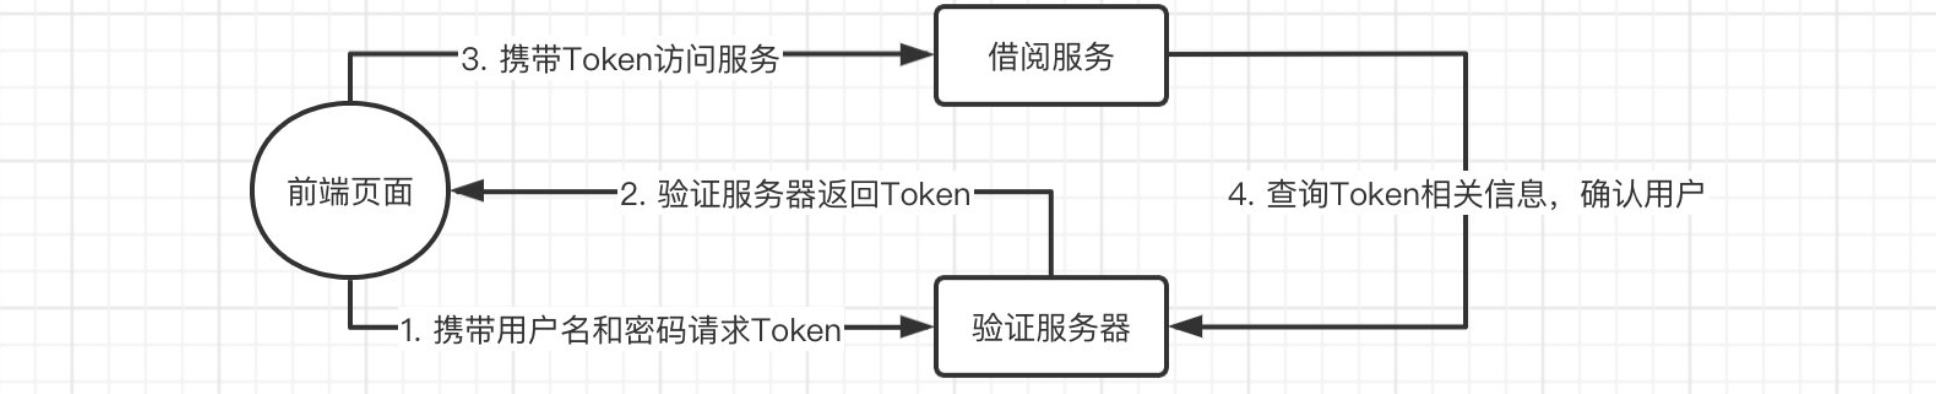 3. 携带Token访问服务
借阅服务
前端页面
2. 验证服务器返回Token
4. 查询Token相关信息，确认用户
1. 携带用户名和密码请求Token
验证服务器